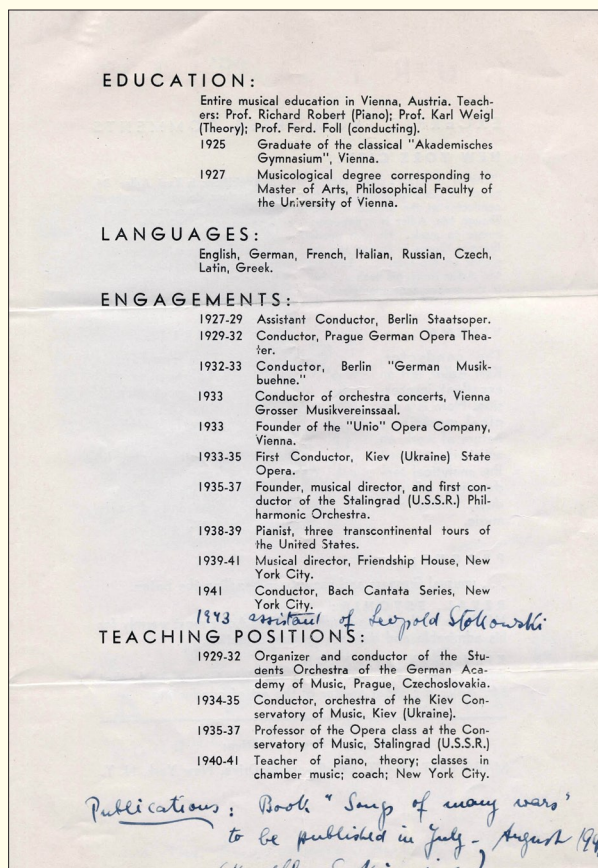 EDUCATION:
Entire musical education in Vienna, Austria. Teach-
ers: Prof. Richard Robert (Piano); Prof. Karl Weigl
(Theory); Prof. Ferd. Foll (conducting).
1925 Graduate of the classical "Akademisches
Gymnasium", Vienna.
1927 Musicological degree corresponding to
Master of Arts, Philosophical Faculty of
the University of Vienna.
LANGUAGES:
English, German, French, Italian, Russian, Czech,
Latin, Greek.
ENGAGEMENTS:
1927-29 Assistant Conductor, Berlin Staatsoper.
1929-32 Conductor, Prague German Opera Thea-
ter.
1932-33 Conductor, Berlin "German Musik-
buehne."
1933 Conductor of orchestra concerts, Vienna
Grosser Musikvereinssaal.
1933 Founder of the "Unio" Opera Company,
Vienna.
1933-35 First Conductor, Kiev (Ukraine) State
Opera.
1935-37 Founder, musical director, and first con-
ductor of the Stalingrad (U.S.S.R.) Phil-
harmonic Orchestra.
1938-39 Pianist, three transcontinental tours of
the United States.
1939-41 Musical director, Friendship House, New
York City.
1941 Conductor, Bach Cantata Series, New
York City.
1943 assistant of Leopold Stokowski
TEACHING POSITIONS:
1929-32 Organizer and conductor of the Stu-
dents Orchestra of the German Aca-
demy of Music, Prague, Czechoslovakia.
1934-35 Conductor, orchestra of the Kiev Con-
servatory of Music, Kiev (Ukraine).
1935-37 Professor of the Opera class at the Con-
servatory of Music, Stalingrad (U.S.S.R.)
1940-41 Teacher of piano, theory; classes in
chamber music; coach; New York City.
Publications: Book "Songs of many wars"
to be published in July - August 194